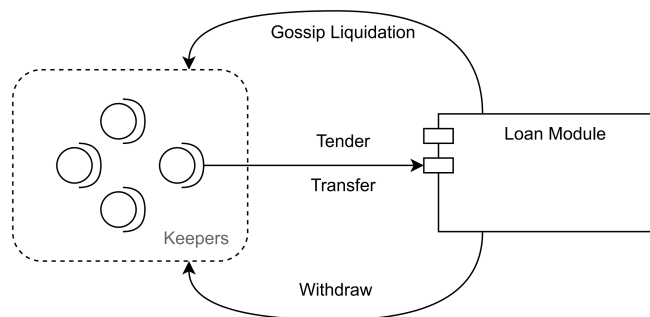 Gossip Liquidation
Tender
Loan Module
Transfer
Keepers
Withdraw